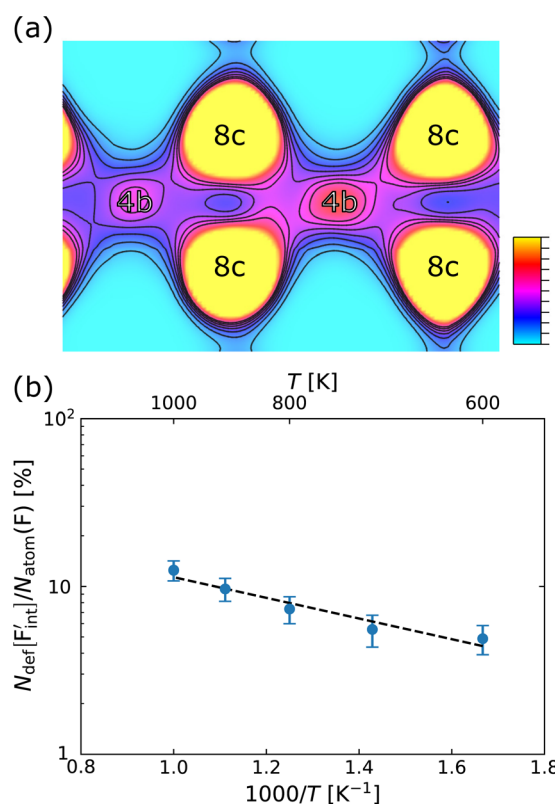 (a)
8c 8c
4b 4b
8c 8c
(b)
T [K]
1000 800 600
10²
10
1
N_def[F′_int]/N_atom(F) [%]
0.8 1.0 1.2 1.4 1.6 1.8
1000/T [K⁻¹]